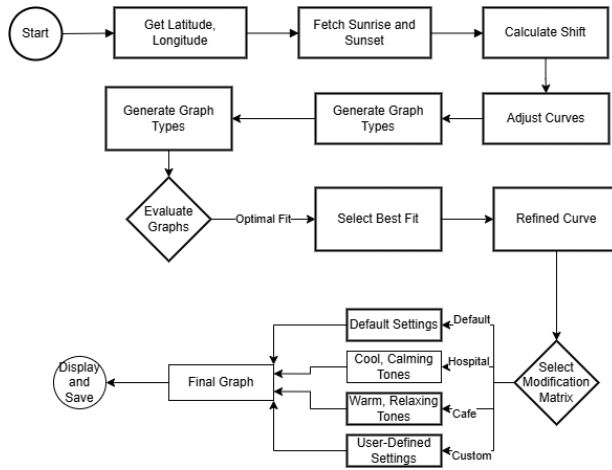 Start
Get Latitude,
Longitude
Fetch Sunrise and
Sunset
Calculate Shift
Adjust Curves
Generate Graph
Types
Generate Graph
Types
Evaluate
Graphs
Optimal Fit
Select Best Fit
Refined Curve
Select
Modification
Matrix
Default
Default Settings
Hospital
Cool, Calming
Tones
Cafe
Warm, Relaxing
Tones
Custom
User-Defined
Settings
Final Graph
Display
and
Save